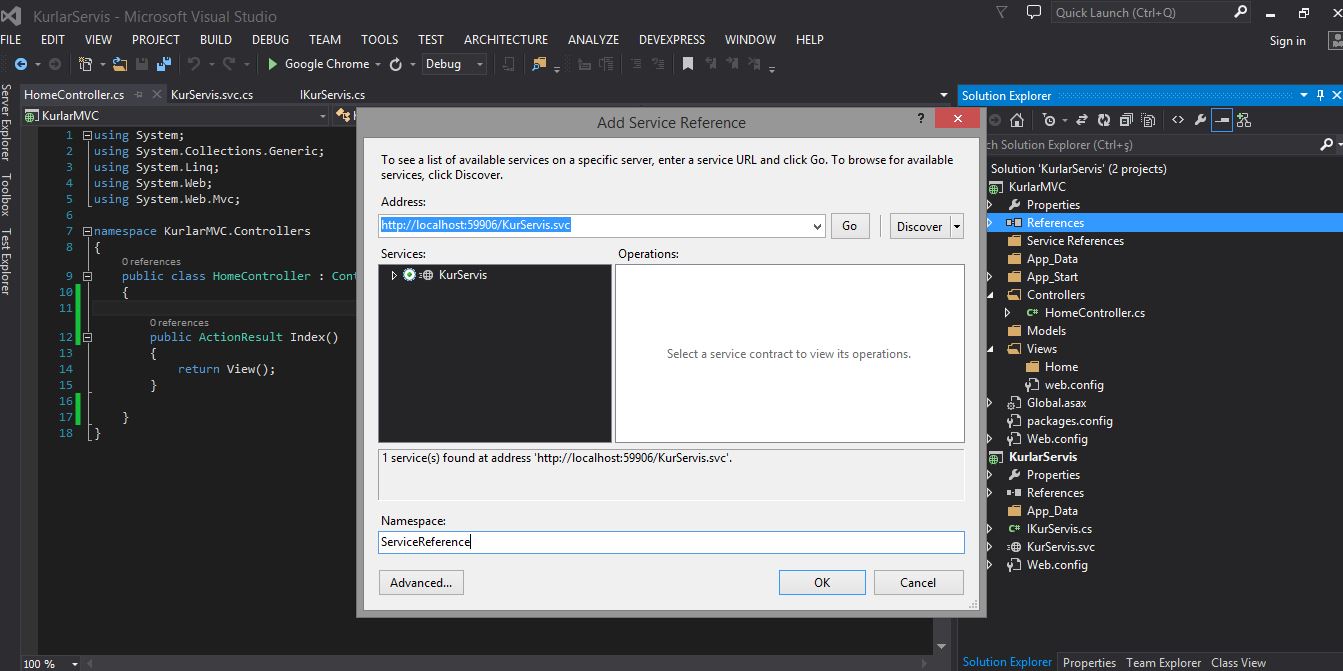 KurlarServis - Microsoft Visual Studio
Quick Launch (Ctrl+Q)
FILE EDIT VIEW PROJECT BUILD DEBUG TEAM TOOLS TEST ARCHITECTURE ANALYZE DEVEXPRESS WINDOW HELP
Sign in
Google Chrome
Debug
Server Explorer
Toolbox
Test Explorer
HomeController.cs
KurServis.svc.cs
IKurServis.cs
KurlarMVC
1 using System;
2 using System.Collections.Generic;
3 using System.Linq;
4 using System.Web;
5 using System.Web.Mvc;
6
7 namespace KurlarMVC.Controllers
8 {
0 references
9 public class HomeController : Cont
10 {
11
0 references
12 public ActionResult Index()
13 {
14 return View();
15 }
16
17 }
18 }
100 %
Add Service Reference
?
To see a list of available services on a specific server, enter a service URL and click Go. To browse for available
services, click Discover.
Address:
http://localhost:59906/KurServis.svc
Go
Discover
Services:
Operations:
KurServis
Select a service contract to view its operations.
1 service(s) found at address 'http://localhost:59906/KurServis.svc'.
Namespace:
ServiceReference
Advanced...
OK
Cancel
Solution Explorer
ch Solution Explorer (Ctrl+ş)
Solution 'KurlarServis' (2 projects)
KurlarMVC
Properties
References
Service References
App_Data
App_Start
Controllers
C# HomeController.cs
Models
Views
Home
web.config
Global.asax
packages.config
Web.config
KurlarServis
Properties
References
App_Data
C# IKurServis.cs
KurServis.svc
Web.config
Solution Explorer
Properties
Team Explorer
Class View